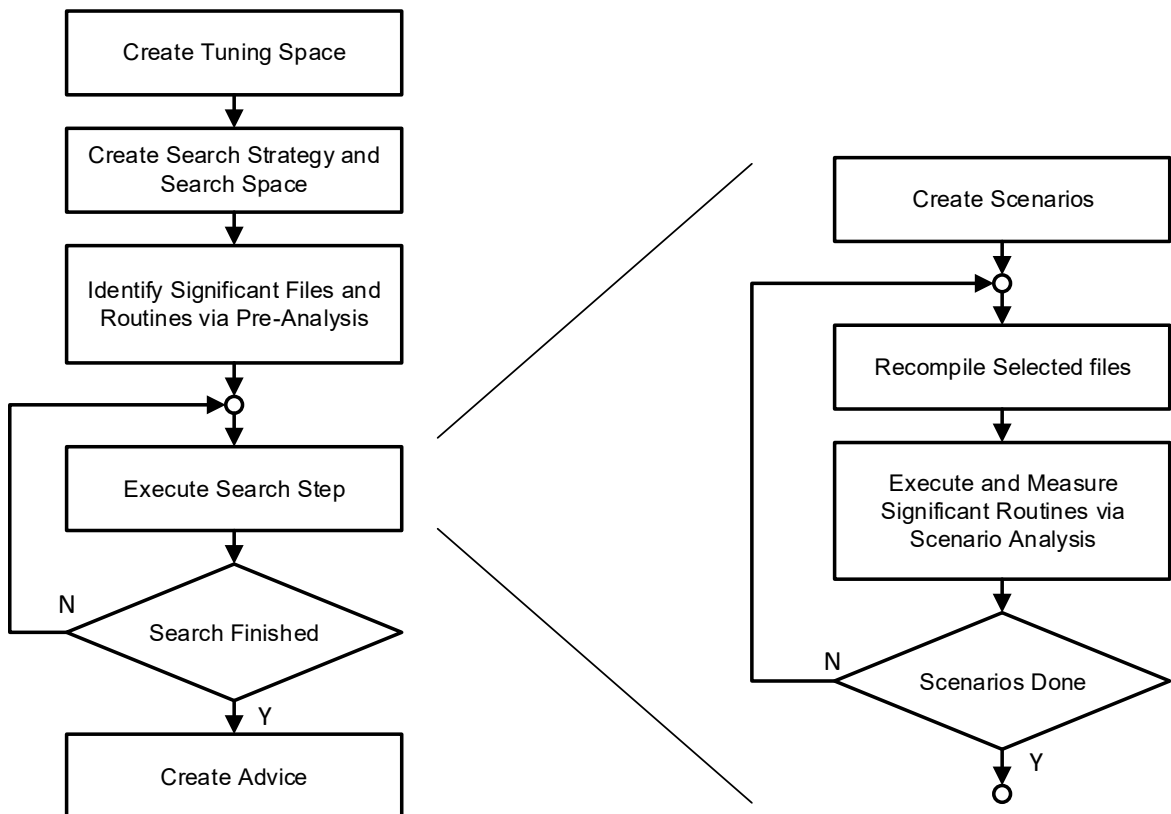 Create Tuning Space
Create Search Strategy and
Search Space
Identify Significant Files and
Routines via Pre-Analysis
Execute Search Step
N
Search Finished
Y
Create Advice
Create Scenarios
Recompile Selected files
Execute and Measure
Significant Routines via
Scenario Analysis
N
Scenarios Done
Y